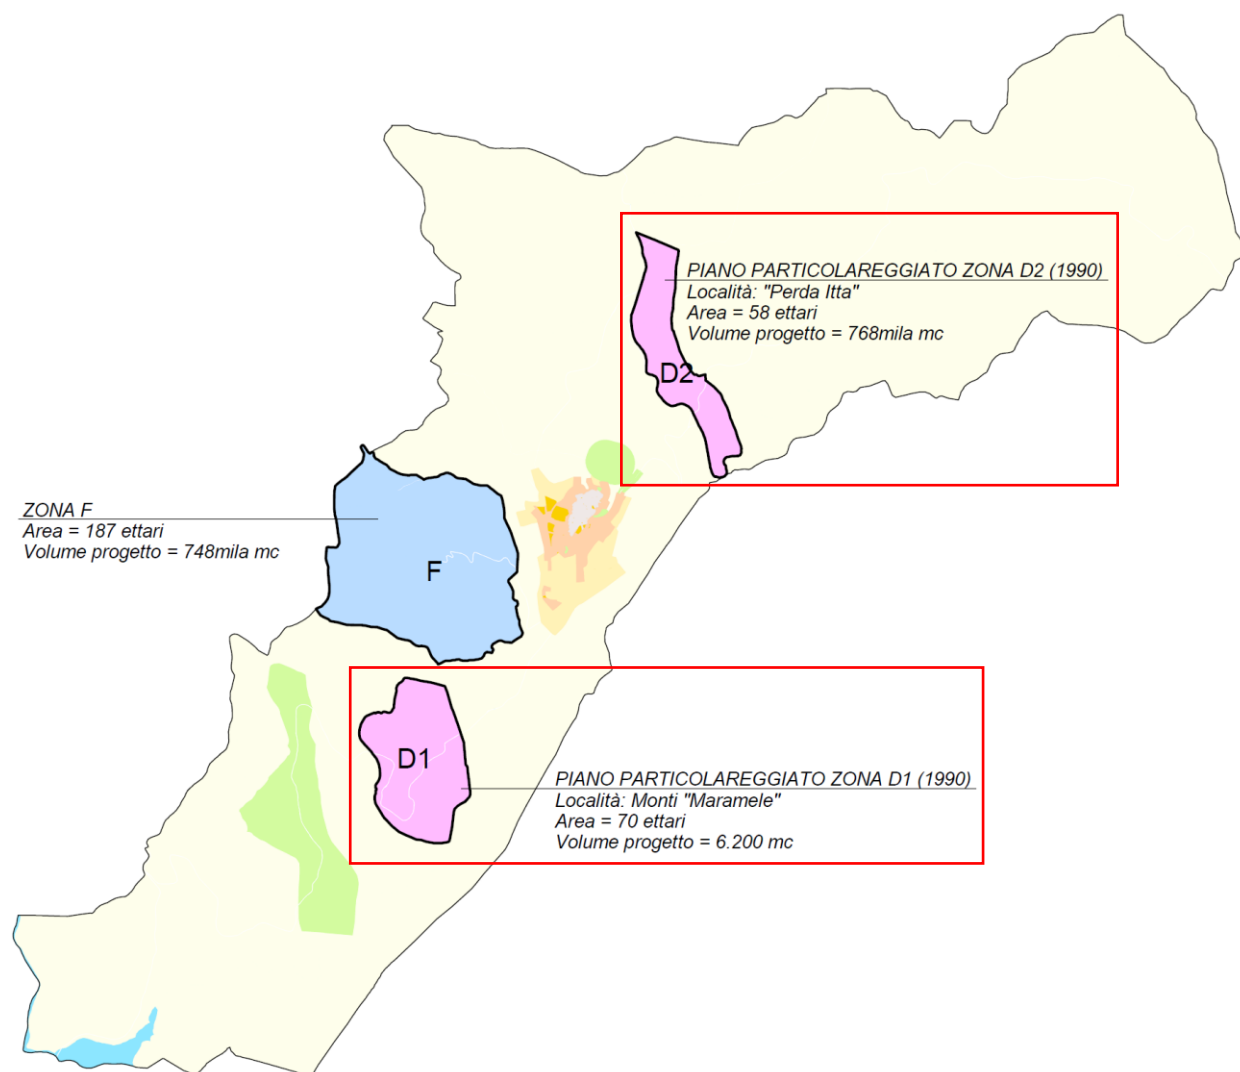 PIANO PARTICOLAREGGIATO ZONA D2 (1990)
Località: "Perda Itta"
Area = 58 ettari
Volume progetto = 768mila mc
D2
ZONA F
Area = 187 ettari
Volume progetto = 748mila mc
F
D1
PIANO PARTICOLAREGGIATO ZONA D1 (1990)
Località: Monti "Maramele"
Area = 70 ettari
Volume progetto = 6.200 mc